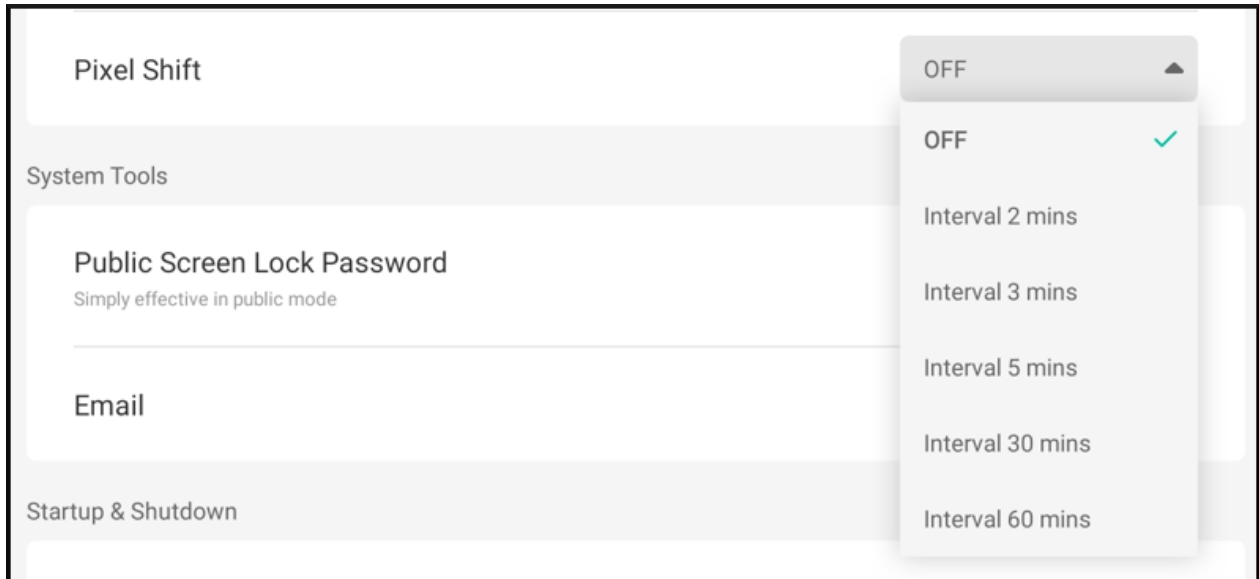 Pixel Shift
OFF
OFF
Interval 2 mins
Interval 3 mins
Interval 5 mins
Interval 30 mins
Interval 60 mins
System Tools
Public Screen Lock Password
Simply effective in public mode
Email
Startup & Shutdown